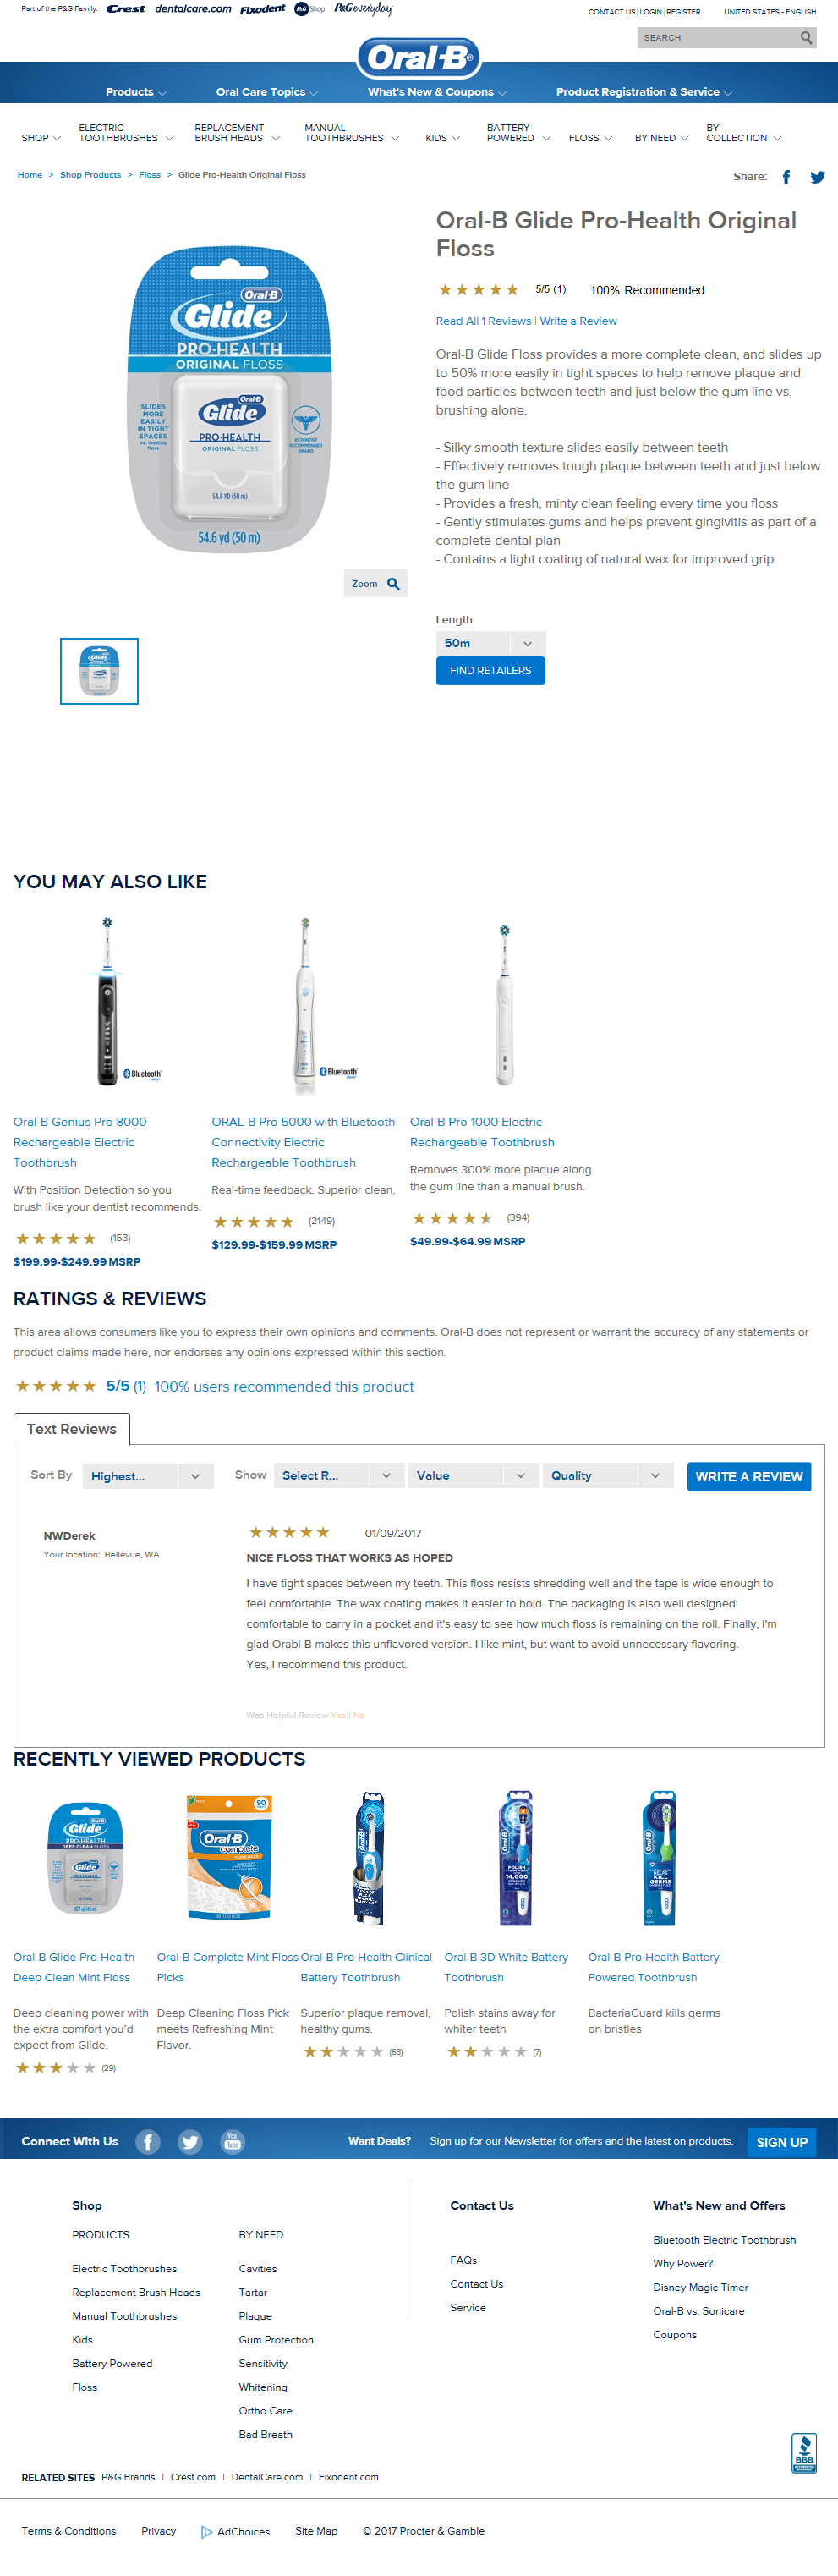 Part of the P&G Family: Crest dentalcare.com Fixodent P&G Shop P&G everyday
CONTACT US | LOGIN | REGISTER UNITED STATES - ENGLISH
SEARCH
Oral-B®
Products Oral Care Topics What's New & Coupons Product Registration & Service
SHOP ELECTRIC TOOTHBRUSHES REPLACEMENT BRUSH HEADS MANUAL TOOTHBRUSHES KIDS BATTERY POWERED FLOSS BY NEED BY COLLECTION
Home > Shop Products > Floss > Glide Pro-Health Original Floss
Share:
Oral-B
Glide
PRO-HEALTH
ORIGINAL FLOSS
SLIDES
MORE
EASILY
IN TIGHT
SPACES
vs. leading
floss
Oral-B
Glide
PRO-HEALTH
ORIGINAL FLOSS
54.6 YD (50 m)
#1 DENTIST
RECOMMENDED
BRAND
54.6 yd (50 m)
Zoom
Oral-B Glide Pro-Health Original
Floss
5/5 (1) 100% Recommended
Read All 1 Reviews | Write a Review
Oral-B Glide Floss provides a more complete clean, and slides up
to 50% more easily in tight spaces to help remove plaque and
food particles between teeth and just below the gum line vs.
brushing alone.
- Silky smooth texture slides easily between teeth
- Effectively removes tough plaque between teeth and just below
the gum line
- Provides a fresh, minty clean feeling every time you floss
- Gently stimulates gums and helps prevent gingivitis as part of a
complete dental plan
- Contains a light coating of natural wax for improved grip
Length
50m
FIND RETAILERS
YOU MAY ALSO LIKE
Bluetooit
Bluetooth
Oral-B Genius Pro 8000
Rechargeable Electric
Toothbrush
With Position Detection so you
brush like your dentist recommends.
(153)
$199.99-$249.99 MSRP
ORAL-B Pro 5000 with Bluetooth
Connectivity Electric
Rechargeable Toothbrush
Real-time feedback. Superior clean.
(2149)
$129.99-$159.99 MSRP
Oral-B Pro 1000 Electric
Rechargeable Toothbrush
Removes 300% more plaque along
the gum line than a manual brush.
(394)
$49.99-$64.99 MSRP
RATINGS & REVIEWS
This area allows consumers like you to express their own opinions and comments. Oral-B does not represent or warrant the accuracy of any statements or
product claims made here, nor endorses any opinions expressed within this section.
5/5 (1) 100% users recommended this product
Text Reviews
Sort By Highest... Show Select R... Value Quality WRITE A REVIEW
NWDerek
Your location: Bellevue, WA
01/09/2017
NICE FLOSS THAT WORKS AS HOPED
I have tight spaces between my teeth. This floss resists shredding well and the tape is wide enough to
feel comfortable. The wax coating makes it easier to hold. The packaging is also well designed:
comfortable to carry in a pocket and it's easy to see how much floss is remaining on the roll. Finally, I'm
glad Orabl-B makes this unflavored version. I like mint, but want to avoid unnecessary flavoring.
Yes, I recommend this product.
Was Helpful Review Yes | No
RECENTLY VIEWED PRODUCTS
Glide
PRO-HEALTH
DEEP CLEAN FLOSS
Glide
90
Oral-B
complete
Oral-B
Oral-B
POLISH
14,000
Oral-B
KILL
GERMS
Oral-B Glide Pro-Health
Deep Clean Mint Floss
Deep cleaning power with
the extra comfort you'd
expect from Glide.
(29)
Oral-B Complete Mint Floss
Picks
Deep Cleaning Floss Pick
meets Refreshing Mint
Flavor.
Oral-B Pro-Health Clinical
Battery Toothbrush
Superior plaque removal,
healthy gums.
(63)
Oral-B 3D White Battery
Toothbrush
Polish stains away for
whiter teeth
(7)
Oral-B Pro-Health Battery
Powered Toothbrush
BacteriaGuard kills germs
on bristles
Connect With Us You Tube Want Deals? Sign up for our Newsletter for offers and the latest on products. SIGN UP
Shop
PRODUCTS
Electric Toothbrushes
Replacement Brush Heads
Manual Toothbrushes
Kids
Battery Powered
Floss
BY NEED
Cavities
Tartar
Plaque
Gum Protection
Sensitivity
Whitening
Ortho Care
Bad Breath
Contact Us
FAQs
Contact Us
Service
What's New and Offers
Bluetooth Electric Toothbrush
Why Power?
Disney Magic Timer
Oral-B vs. Sonicare
Coupons
BBB
RELATED SITES P&G Brands | Crest.com | DentalCare.com | Fixodent.com
Terms & Conditions Privacy AdChoices Site Map © 2017 Procter & Gamble